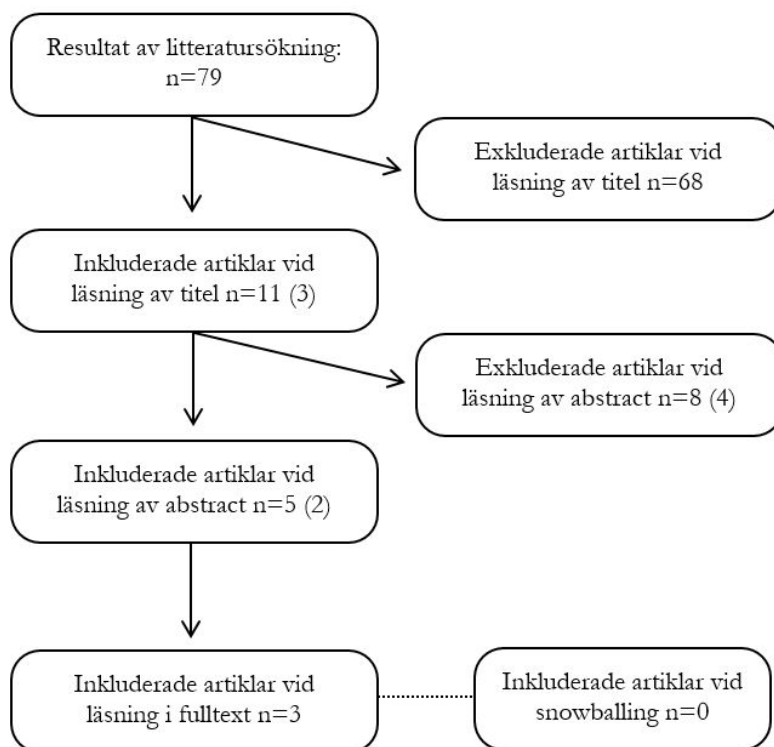 Resultat av litteratursökning:
n=79
Exkluderade artiklar vid
läsning av titel n=68
Inkluderade artiklar vid
läsning av titel n=11 (3)
Exkluderade artiklar vid
läsning av abstract n=8 (4)
Inkluderade artiklar vid
läsning av abstract n=5 (2)
Inkluderade artiklar vid
läsning i fulltext n=3
Inkluderade artiklar vid
snowballing n=0